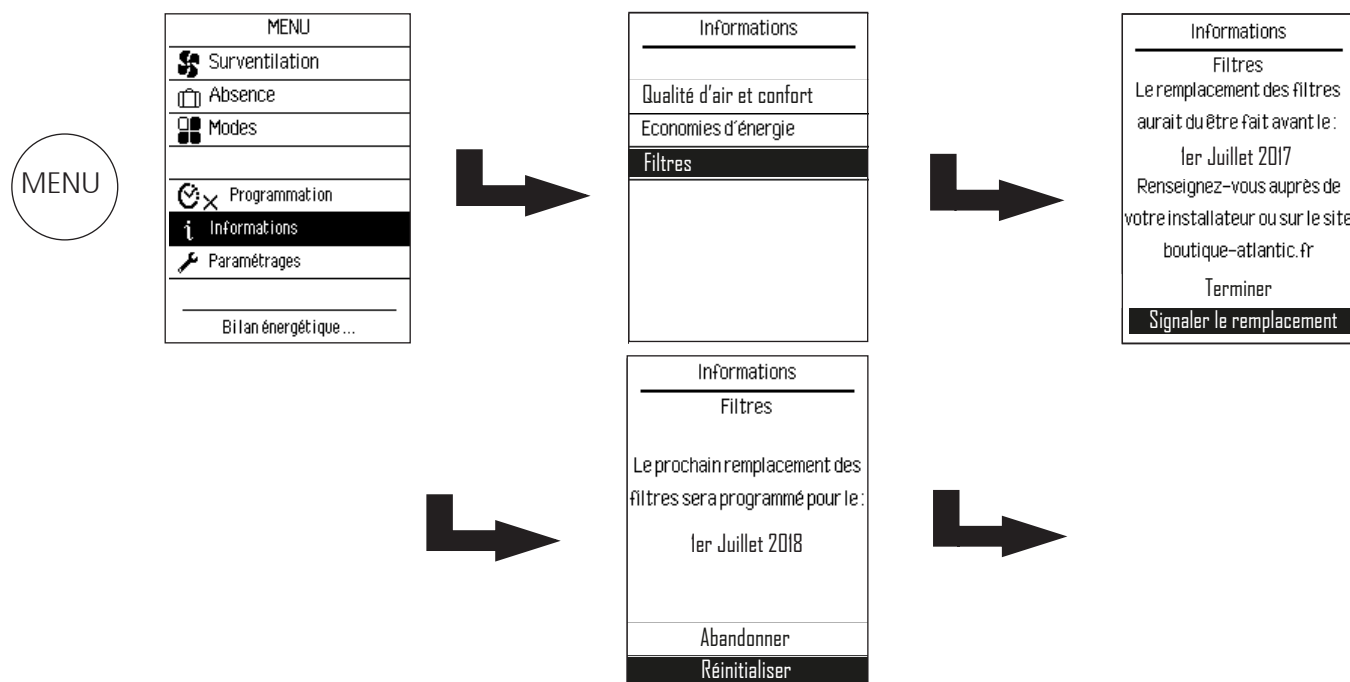 MENU
MENU
Surventilation
Absence
Modes
Programmation
Informations
Paramétrages
Bilan énergétique ...
Informations
Qualité d'air et confort
Economies d'énergie
Filtres
Informations
Filtres
Le remplacement des filtres
aurait du être fait avant le :
1er Juillet 2017
Renseignez-vous auprès de
votre installateur ou sur le site
boutique-atlantic.fr
Terminer
Signaler le remplacement
Informations
Filtres
Le prochain remplacement des
filtres sera programmé pour le :
1er Juillet 2018
Abandonner
Réinitialiser